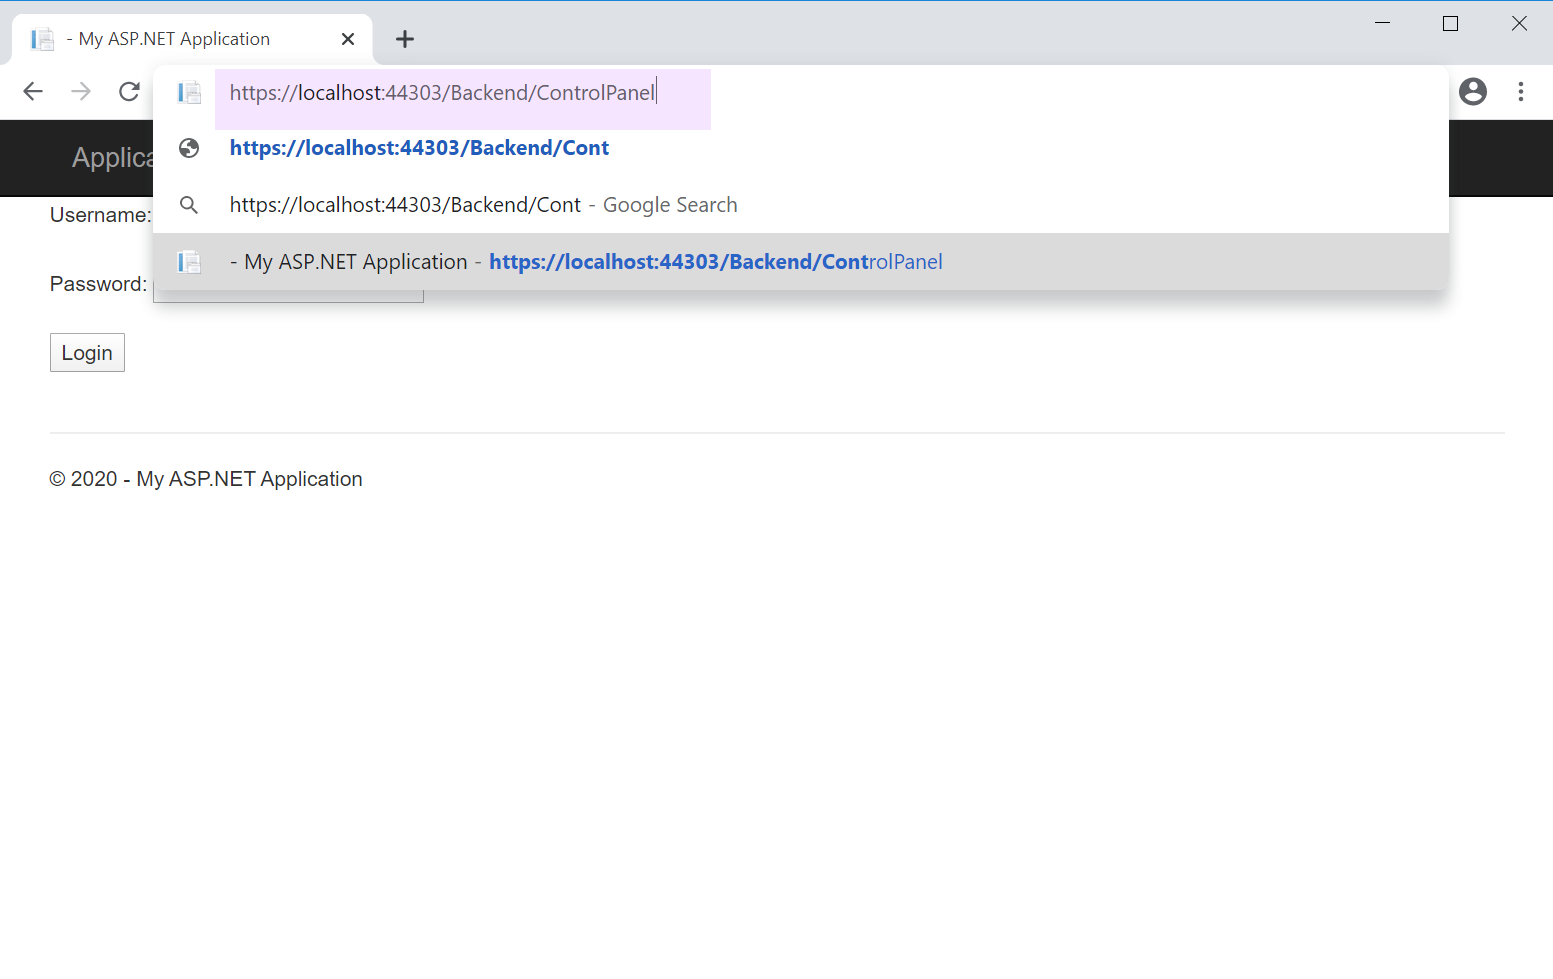 - My ASP.NET Application
https://localhost:44303/Backend/ControlPanel
https://localhost:44303/Backend/Cont
https://localhost:44303/Backend/Cont - Google Search
- My ASP.NET Application - https://localhost:44303/Backend/ControlPanel
Applica
Username:
Password:
Login
© 2020 - My ASP.NET Application